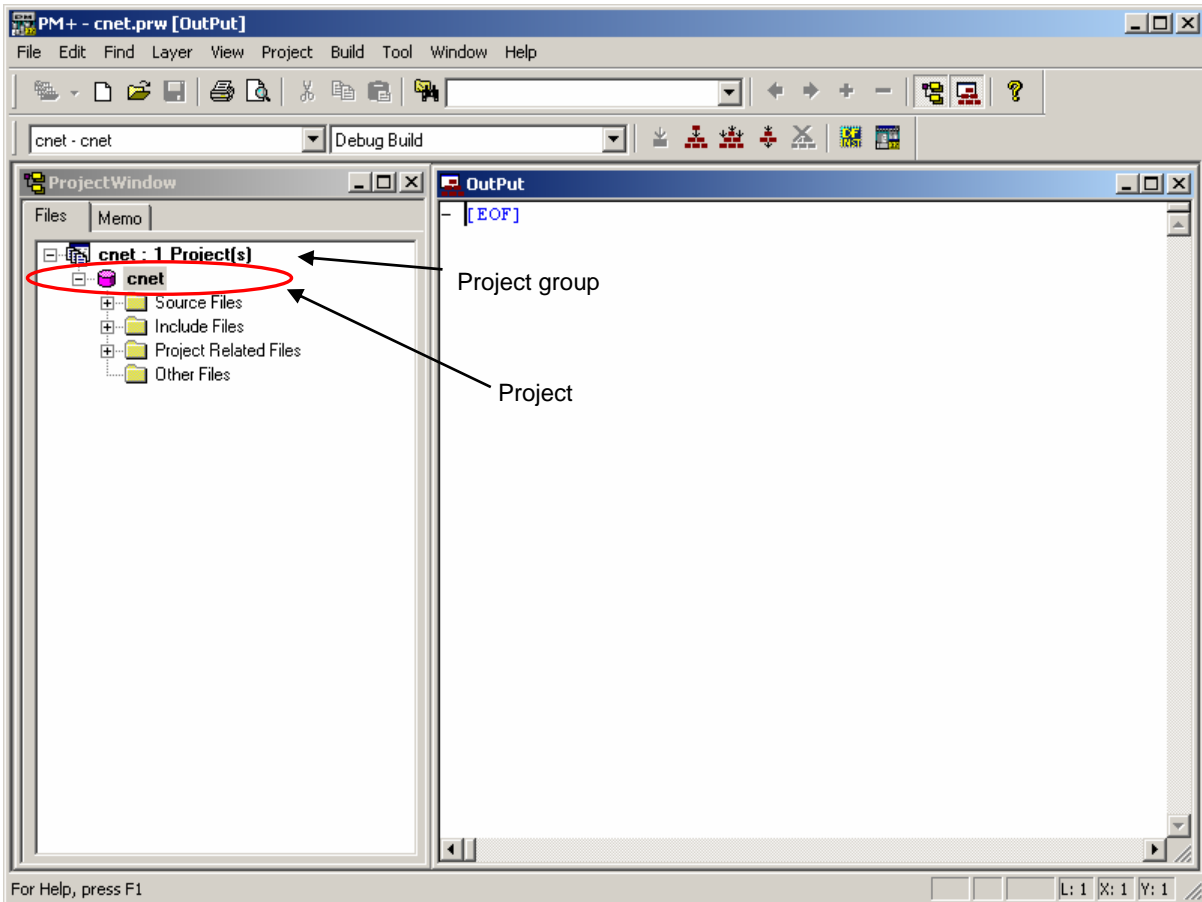 PM+ - cnet.prw [OutPut]
File Edit Find Layer View Project Build Tool Window Help
cnet - cnet
Debug Build
ProjectWindow
OutPut
Files
Memo
[EOF]
cnet : 1 Project(s)
Project group
cnet
Source Files
Include Files
Project Related Files
Other Files
Project
For Help, press F1
L: 1
X: 1
Y: 1